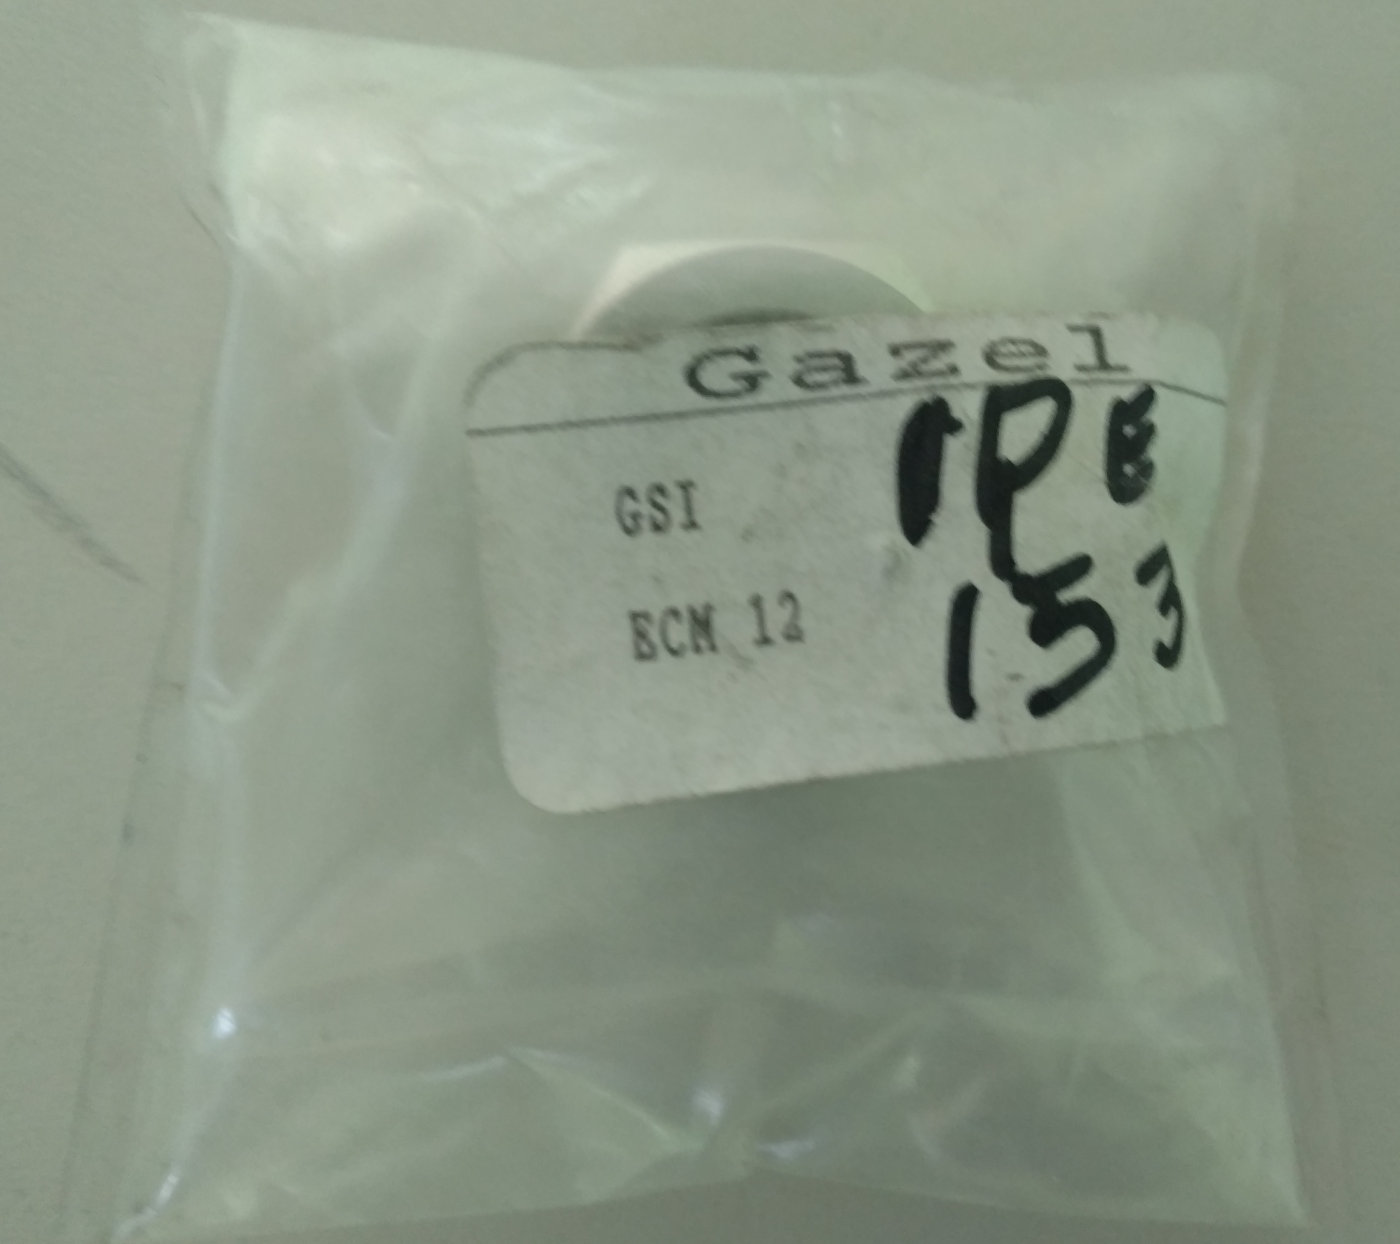 Gazel
GSI
ECM 12
153